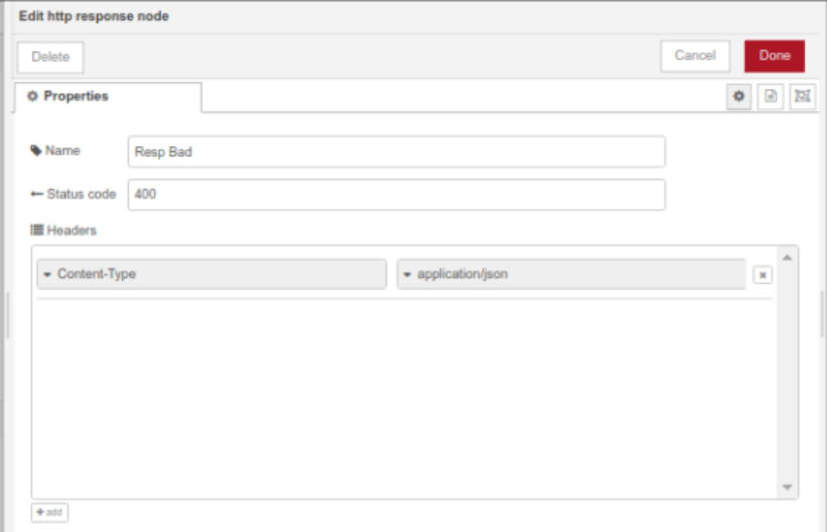 Edit http response node
Delete
Cancel
Done
Properties
Name
Resp Bad
Status code
400
Headers
Content-Type
application/json
add